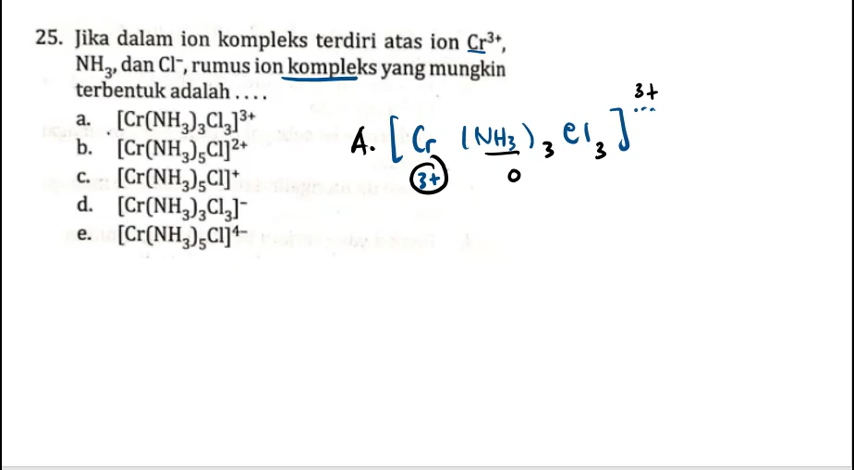 25. Jika dalam ion kompleks terdiri atas ion Cr³⁺,
NH₃, dan Cl⁻, rumus ion kompleks yang mungkin
terbentuk adalah ....
a. [Cr(NH₃)₃Cl₃]³⁺
b. [Cr(NH₃)₅Cl]²⁺
c. [Cr(NH₃)₅Cl]⁺
d. [Cr(NH₃)₃Cl₃]⁻
e. [Cr(NH₃)₅Cl]⁴⁻
3+
A. [Cr (NH₃)₃ Cl₃]...
3+ 0